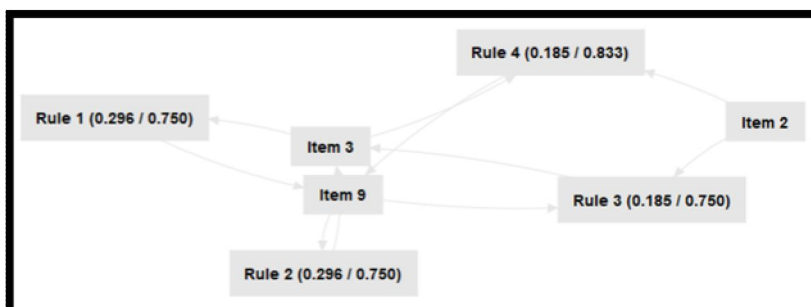 Rule 4 (0.185 / 0.833)
Rule 1 (0.296 / 0.750)
Item 2
Item 3
Item 9
Rule 3 (0.185 / 0.750)
Rule 2 (0.296 / 0.750)